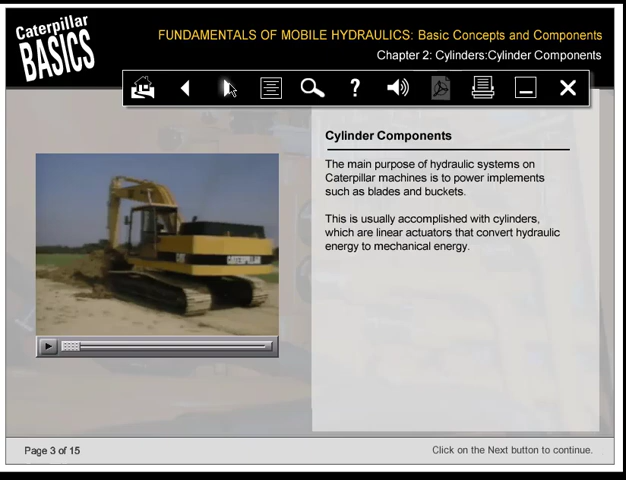 Caterpillar
BASICS
FUNDAMENTALS OF MOBILE HYDRAULICS: Basic Concepts and Components
Chapter 2: Cylinders:Cylinder Components
?
Cylinder Components
The main purpose of hydraulic systems on
Caterpillar machines is to power implements
such as blades and buckets.
This is usually accomplished with cylinders,
which are linear actuators that convert hydraulic
energy to mechanical energy.
Page 3 of 15
Click on the Next button to continue.